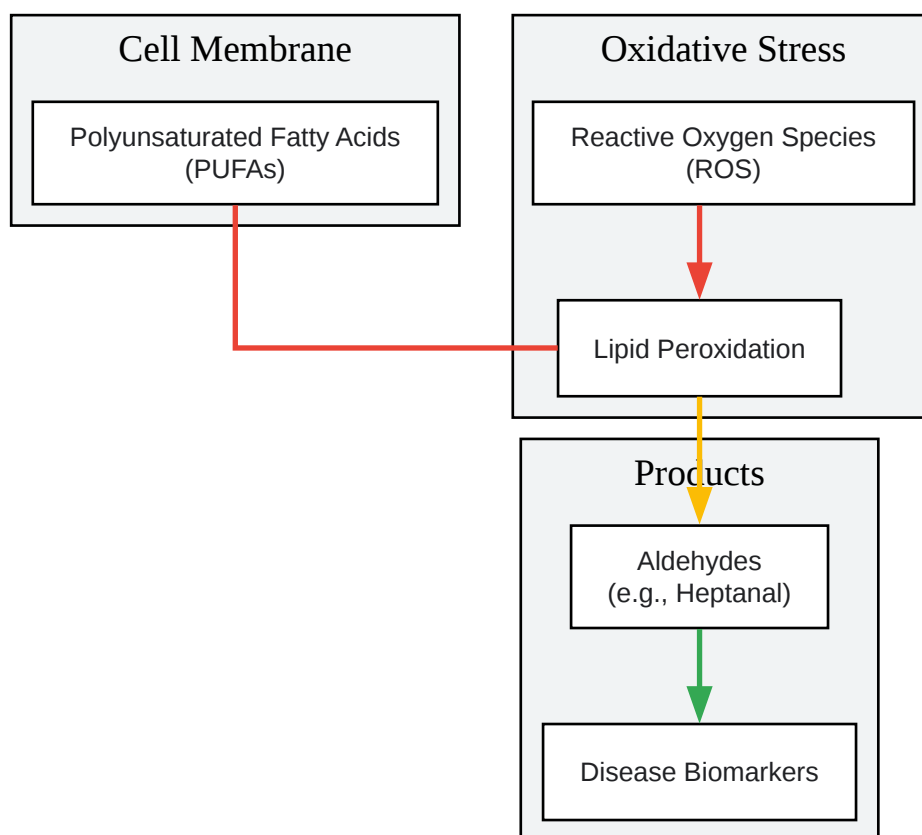 Cell Membrane
Polyunsaturated Fatty Acids
(PUFAs)
Oxidative Stress
Reactive Oxygen Species
(ROS)
Lipid Peroxidation
Products
Aldehydes
(e.g., Heptanal)
Disease Biomarkers